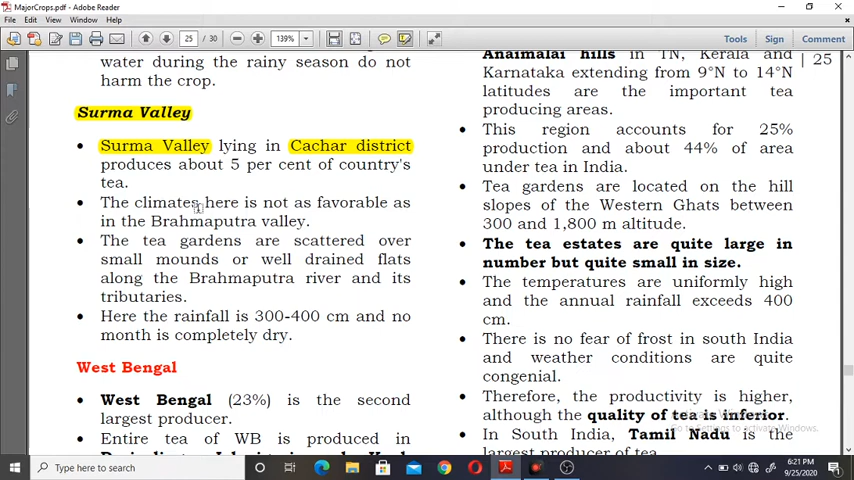 MajorCrops.pdf - Adobe Reader
File Edit View Window Help
25 / 30
139%
Tools
Sign
Comment
water during the rainy season do not
harm the crop.
Surma Valley
• Surma Valley lying in Cachar district
produces about 5 per cent of country's
tea.
• The climates here is not as favorable as
in the Brahmaputra valley.
• The tea gardens are scattered over
small mounds or well drained flats
along the Brahmaputra river and its
tributaries.
• Here the rainfall is 300-400 cm and no
month is completely dry.
West Bengal
• West Bengal (23%) is the second
largest producer.
• Entire tea of WB is produced in
Anaimalai hills in TN, Kerala and
Karnataka extending from 9°N to 14°N
latitudes are the important tea
producing areas.
25
• This region accounts for 25%
production and about 44% of area
under tea in India.
• Tea gardens are located on the hill
slopes of the Western Ghats between
300 and 1,800 m altitude.
• The tea estates are quite large in
number but quite small in size.
• The temperatures are uniformly high
and the annual rainfall exceeds 400
cm.
• There is no fear of frost in south India
and weather conditions are quite
congenial.
• Therefore, the productivity is higher,
although the quality of tea is inferior.
• In South India, Tamil Nadu is the
largest producer of tea.
Go to Settings to activate Windows.
Type here to search
6:21 PM
9/25/2020